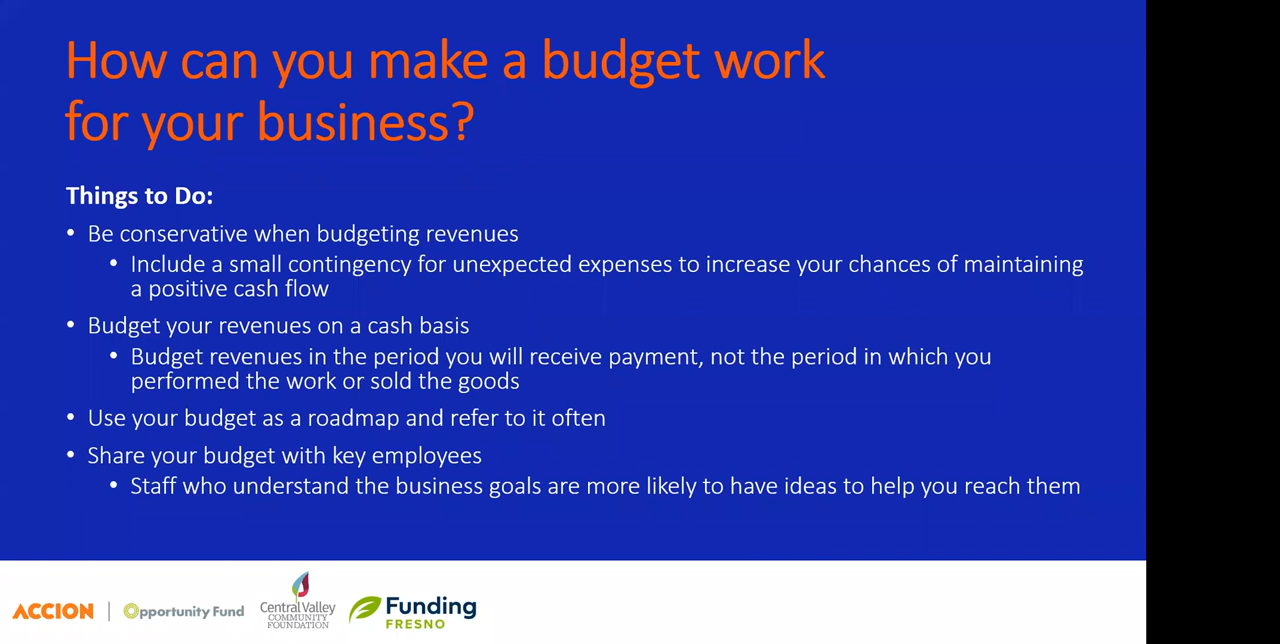 How can you make a budget work
for your business?
Things to Do:
• Be conservative when budgeting revenues
• Include a small contingency for unexpected expenses to increase your chances of maintaining
a positive cash flow
• Budget your revenues on a cash basis
• Budget revenues in the period you will receive payment, not the period in which you
performed the work or sold the goods
• Use your budget as a roadmap and refer to it often
• Share your budget with key employees
• Staff who understand the business goals are more likely to have ideas to help you reach them
ACCION | Opportunity Fund
Central Valley
COMMUNITY
FOUNDATION
Funding
FRESNO